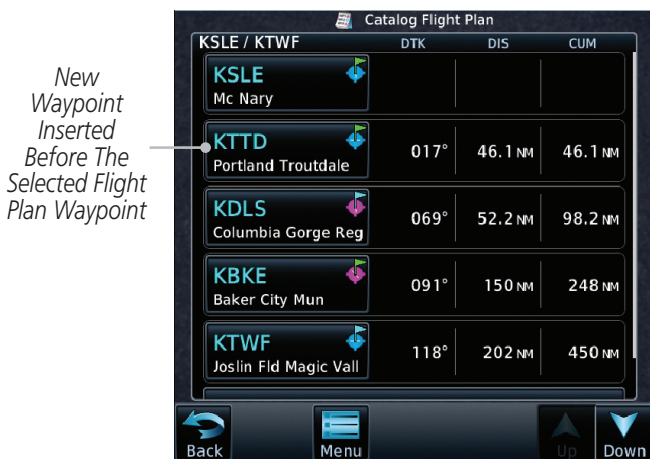 Catalog Flight Plan
KSLE / KTWF DTK DIS CUM
KSLE
Mc Nary
New
Waypoint
Inserted
Before The
Selected Flight
Plan Waypoint
KTTD 017° 46.1 NM 46.1 NM
Portland Troutdale
KDLS 069° 52.2 NM 98.2 NM
Columbia Gorge Reg
KBKE 091° 150 NM 248 NM
Baker City Mun
KTWF 118° 202 NM 450 NM
Joslin Fld Magic Vall
Back Menu Up Down